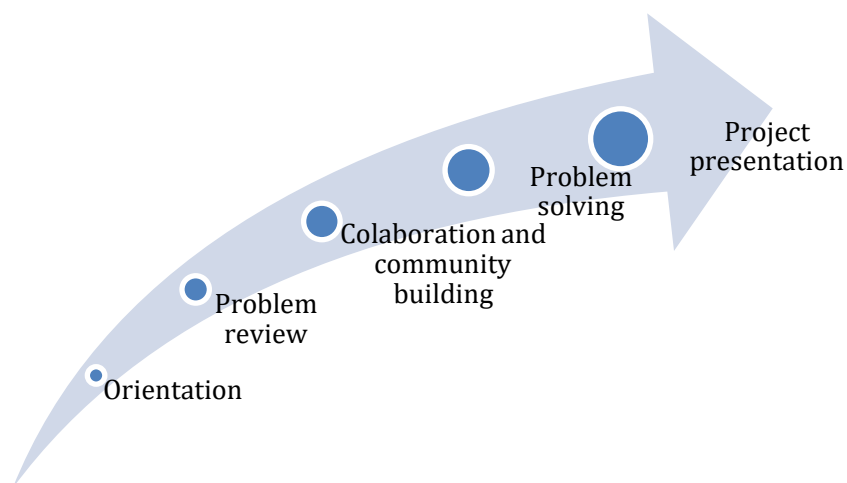 Orientation
Problem
review
Colaboration and
community
building
Problem
solving
Project
presentation